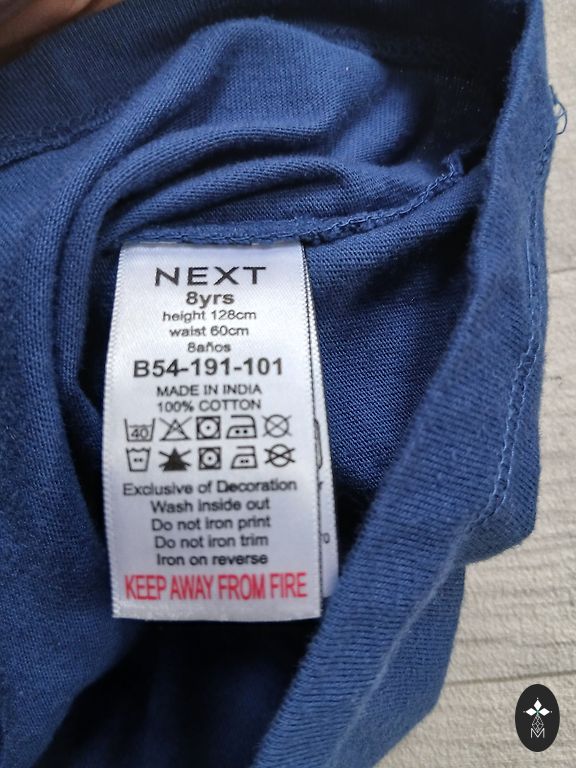 NEXT
8yrs
height 128cm
waist 60cm
8años
B54-191-101
MADE IN INDIA
100% COTTON
40
Exclusive of Decoration
Wash inside out
Do not iron print
Do not iron trim
Iron on reverse
KEEP AWAY FROM FIRE
M